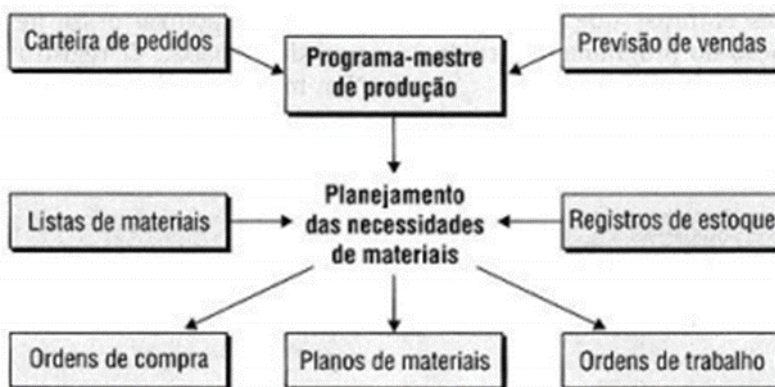 Carteira de pedidos
Programa-mestre
de produção
Previsão de vendas
Listas de materiais
Planejamento
das necessidades
de materiais
Registros de estoque
Ordens de compra
Planos de materiais
Ordens de trabalho